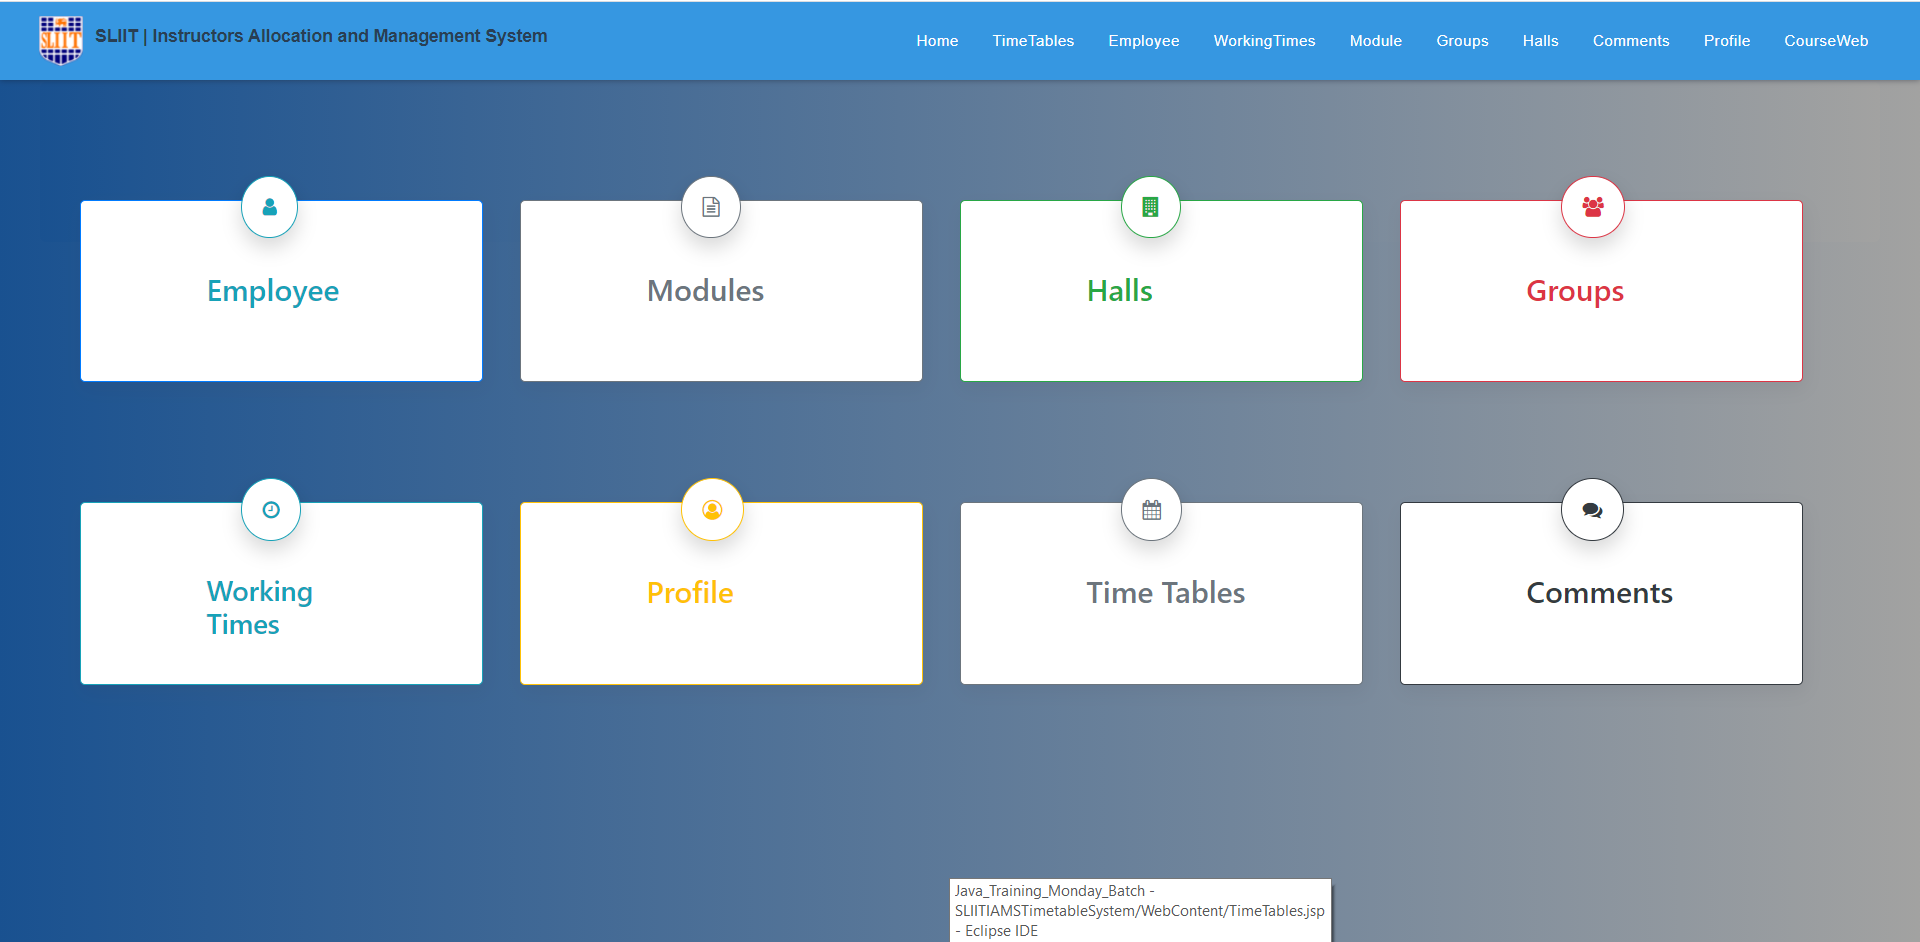 SLIIT
SLIIT | Instructors Allocation and Management System
Home TimeTables Employee WorkingTimes Module Groups Halls Comments Profile CourseWeb
Employee
Modules
Halls
Groups
Working
Times
Profile
Time Tables
Comments
Java_Training_Monday_Batch -
SLIITIAMSTimetableSystem/WebContent/TimeTables.jsp
- Eclipse IDE